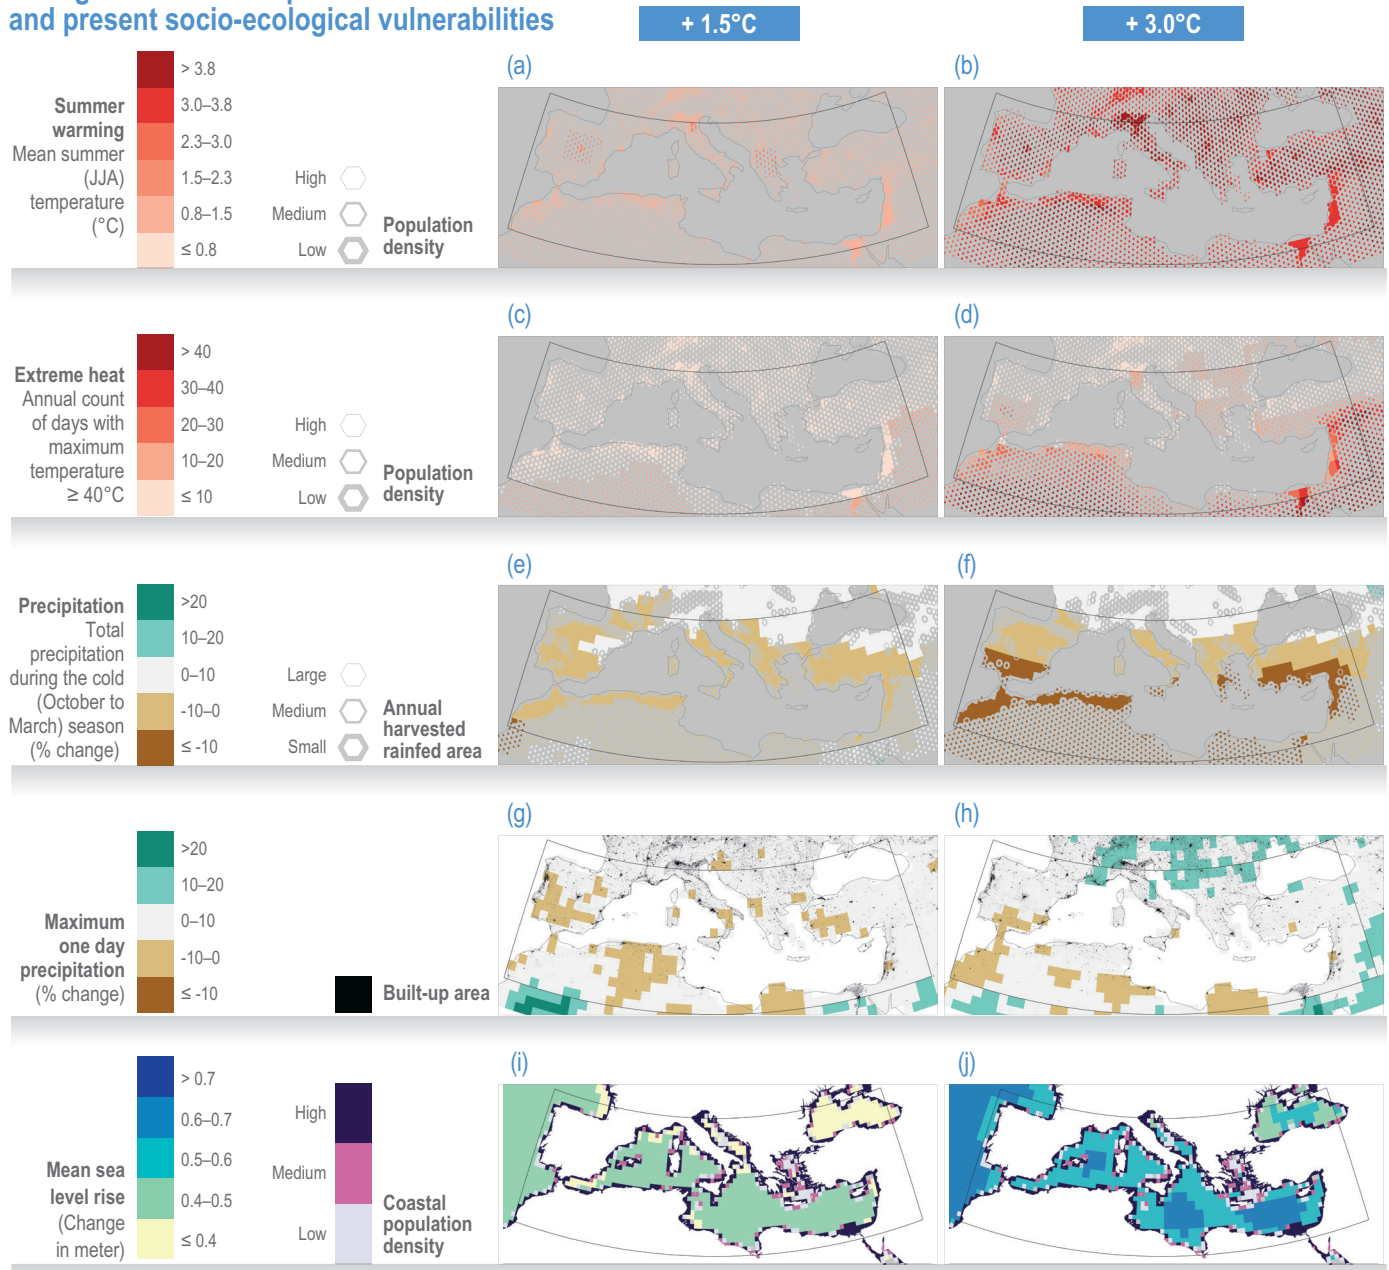 and present socio-ecological vulnerabilities
+ 1.5°C
+ 3.0°C
(a)
(b)
Summer
warming
Mean summer
(JJA)
temperature
(°C)
> 3.8
3.0–3.8
2.3–3.0
1.5–2.3
0.8–1.5
≤ 0.8
High
Medium
Low
Population
density
(c)
(d)
Extreme heat
Annual count
of days with
maximum
temperature
≥ 40°C
> 40
30–40
20–30
10–20
≤ 10
High
Medium
Low
Population
density
(e)
(f)
Precipitation
Total
precipitation
during the cold
(October to
March) season
(% change)
>20
10–20
0–10
-10–0
≤ -10
Large
Medium
Small
Annual
harvested
rainfed area
(g)
(h)
Maximum
one day
precipitation
(% change)
>20
10–20
0–10
-10–0
≤ -10
Built-up area
(i)
(j)
Mean sea
level rise
(Change
in meter)
> 0.7
0.6–0.7
0.5–0.6
0.4–0.5
≤ 0.4
High
Medium
Low
Coastal
population
density